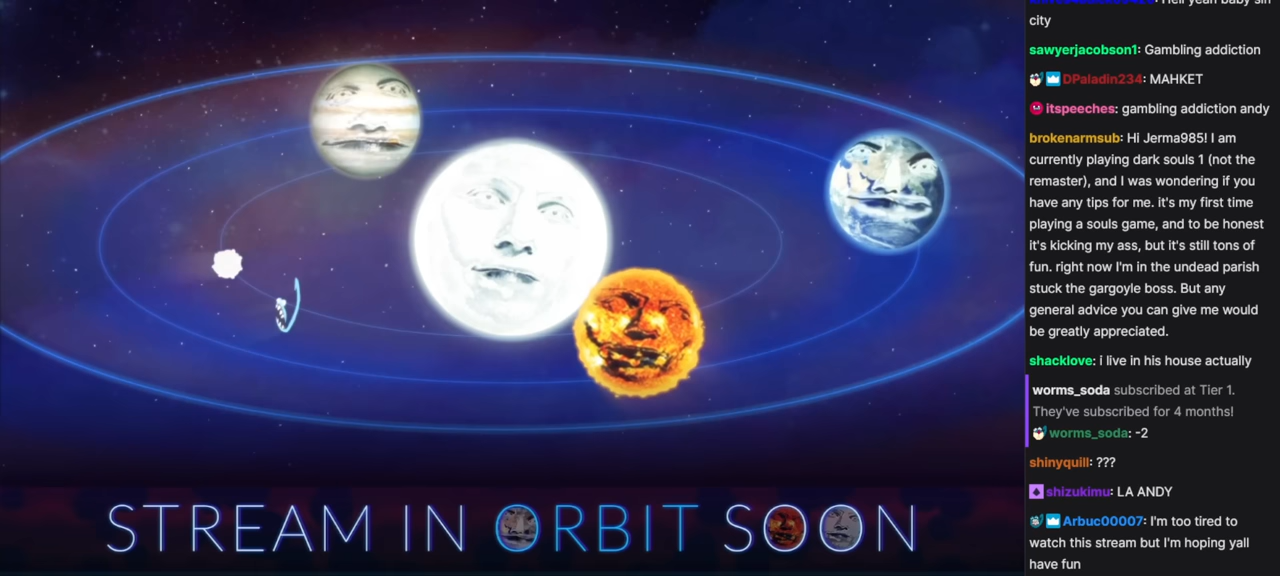 STREAM IN ORBIT SOON
: Hell yeah baby sin
city
sawyerjacobson1: Gambling addiction
DPaladin234: MAHKET
itspeeches: gambling addiction andy
brokenarmsub: Hi Jerma985! I am
currently playing dark souls 1 (not the
remaster), and I was wondering if you
have any tips for me. it's my first time
playing a souls game, and to be honest
it's kicking my ass, but it's still tons of
fun. right now I'm in the undead parish
stuck the gargoyle boss. But any
general advice you can give me would
be greatly appreciated.
shacklove: i live in his house actually
worms_soda subscribed at Tier 1.
They've subscribed for 4 months!
worms_soda: -2
shinyquill: ???
shizukimu: LA ANDY
Arbuc00007: I'm too tired to
watch this stream but I'm hoping yall
have fun